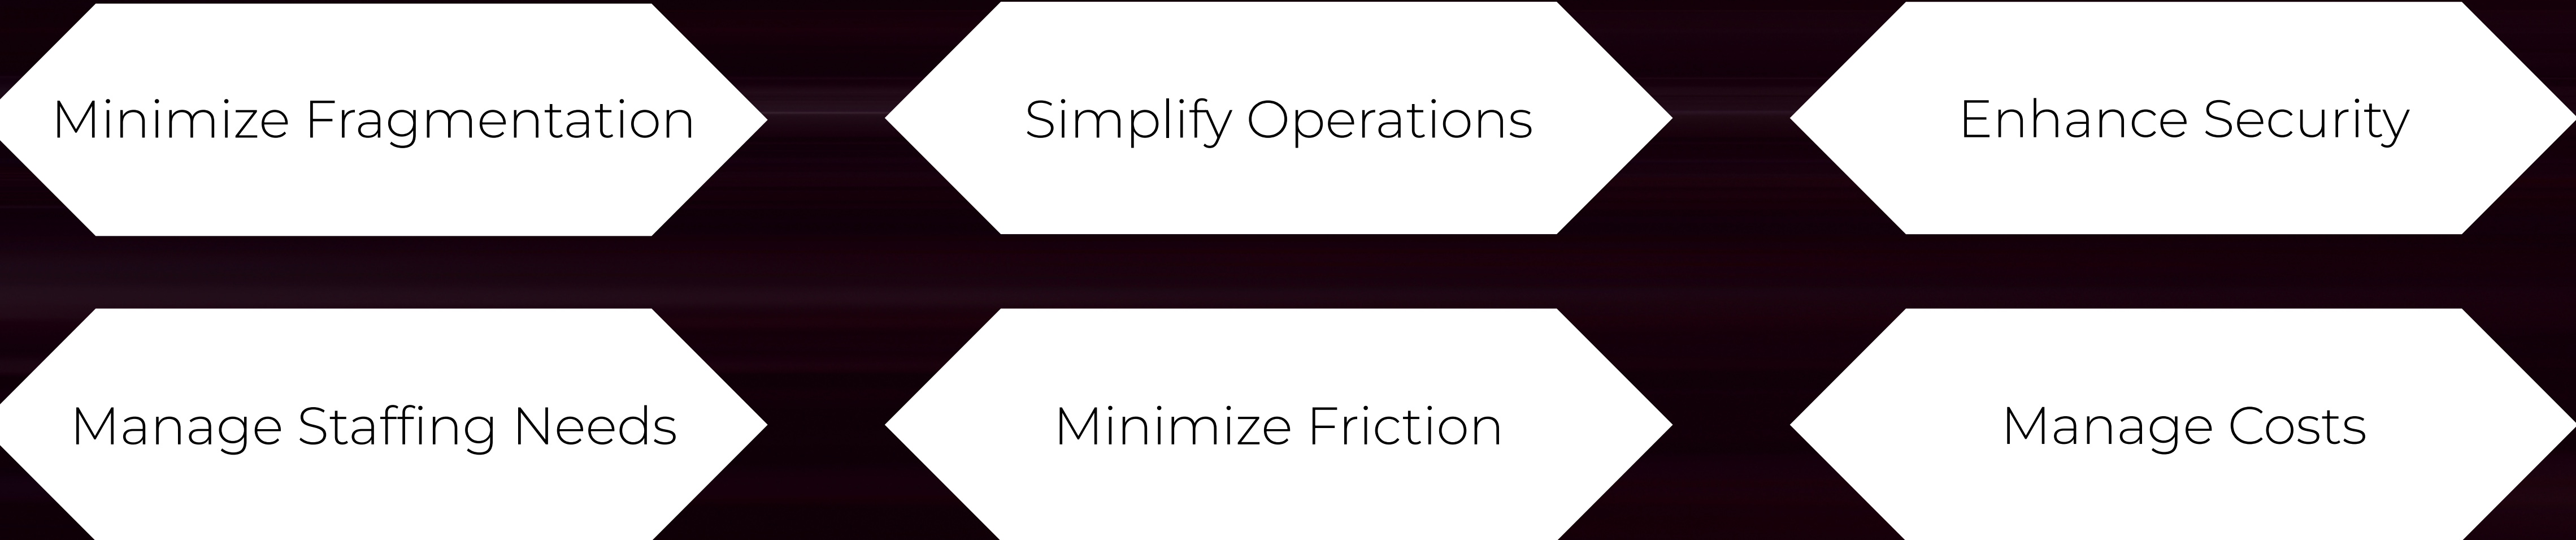 Minimize Fragmentation
Simplify Operations
Enhance Security
Manage Staffing Needs
Minimize Friction
Manage Costs